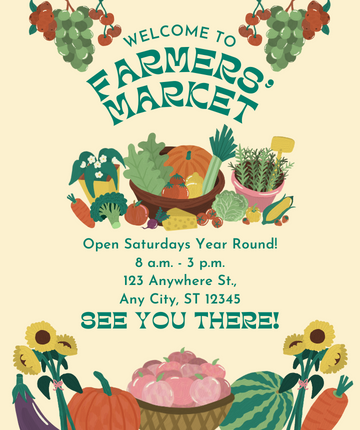 WELCOME TO
FARMERS'
MARKET
Open Saturdays Year Round!
8 a.m. - 3 p.m.
123 Anywhere St.,
Any City, ST 12345
SEE YOU THERE!